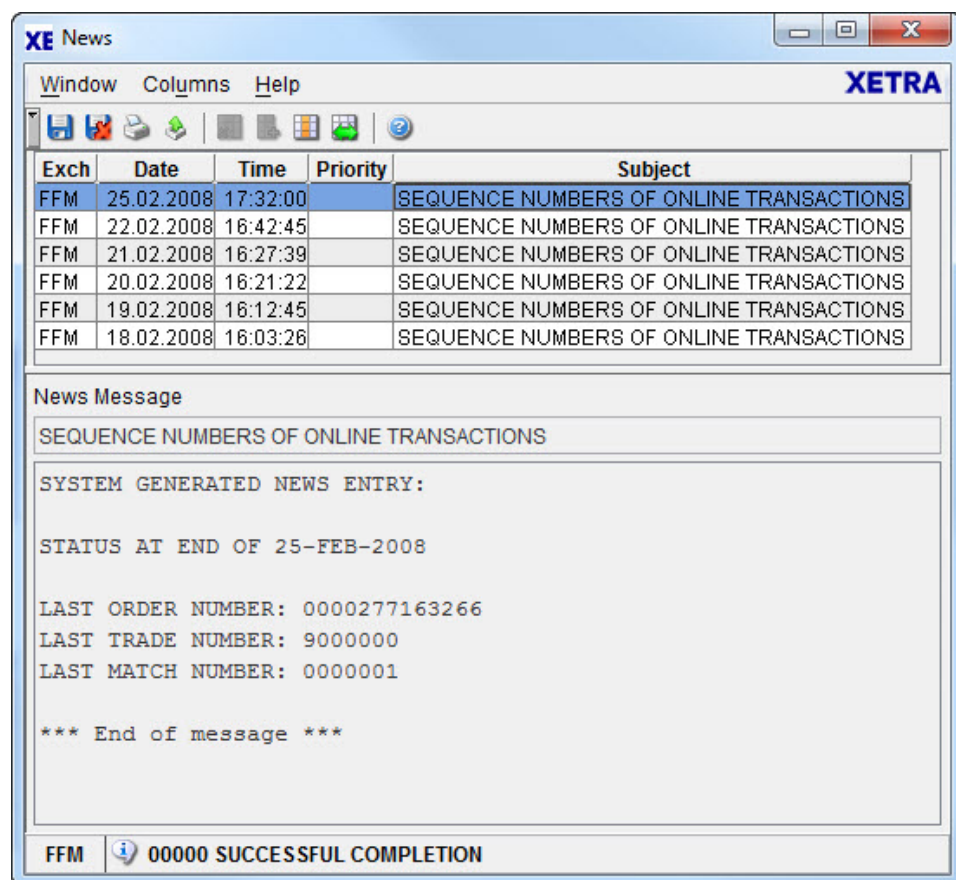 XE News
Window Columns Help XETRA
Exch Date Time Priority Subject
FFM 25.02.2008 17:32:00 SEQUENCE NUMBERS OF ONLINE TRANSACTIONS
FFM 22.02.2008 16:42:45 SEQUENCE NUMBERS OF ONLINE TRANSACTIONS
FFM 21.02.2008 16:27:39 SEQUENCE NUMBERS OF ONLINE TRANSACTIONS
FFM 20.02.2008 16:21:22 SEQUENCE NUMBERS OF ONLINE TRANSACTIONS
FFM 19.02.2008 16:12:45 SEQUENCE NUMBERS OF ONLINE TRANSACTIONS
FFM 18.02.2008 16:03:26 SEQUENCE NUMBERS OF ONLINE TRANSACTIONS
News Message
SEQUENCE NUMBERS OF ONLINE TRANSACTIONS
SYSTEM GENERATED NEWS ENTRY:
STATUS AT END OF 25-FEB-2008
LAST ORDER NUMBER: 0000277163266
LAST TRADE NUMBER: 9000000
LAST MATCH NUMBER: 0000001
*** End of message ***
FFM 00000 SUCCESSFUL COMPLETION